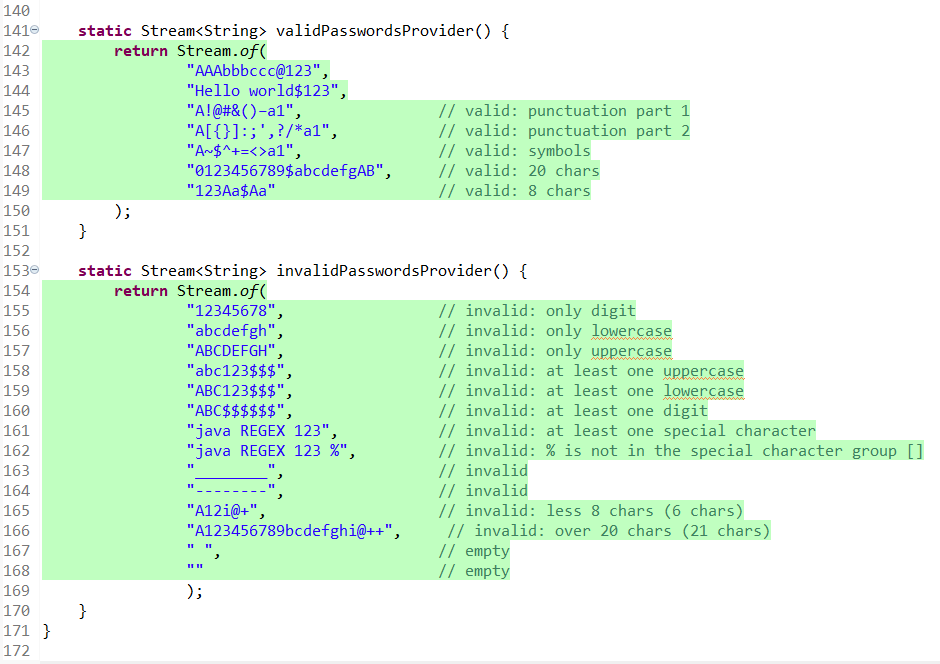 140
141 static Stream<String> validPasswordsProvider() {
142 return Stream.of(
143 "AAAbbbccc@123",
144 "Hello world$123",
145 "A!@#&()–a1", // valid: punctuation part 1
146 "A[{}]:;',?/*a1", // valid: punctuation part 2
147 "A~$^+=<>a1", // valid: symbols
148 "0123456789$abcdefgAB", // valid: 20 chars
149 "123Aa$Aa" // valid: 8 chars
150 );
151 }
152
153 static Stream<String> invalidPasswordsProvider() {
154 return Stream.of(
155 "12345678", // invalid: only digit
156 "abcdefgh", // invalid: only lowercase
157 "ABCDEFGH", // invalid: only uppercase
158 "abc123$$$", // invalid: at least one uppercase
159 "ABC123$$$", // invalid: at least one lowercase
160 "ABC$$$$$$", // invalid: at least one digit
161 "java REGEX 123", // invalid: at least one special character
162 "java REGEX 123 %", // invalid: % is not in the special character group []
163 "________", // invalid
164 "--------", // invalid
165 "A12i@+", // invalid: less 8 chars (6 chars)
166 "A123456789bcdefghi@++", // invalid: over 20 chars (21 chars)
167 " ", // empty
168 "" // empty
169 );
170 }
171 }
172